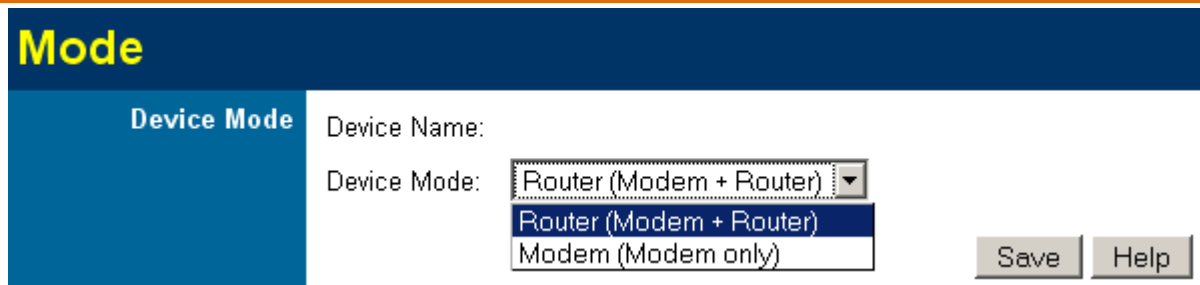 Mode
Device Mode
Device Name:
Device Mode: Router (Modem + Router)
Router (Modem + Router)
Modem (Modem only)
Save Help